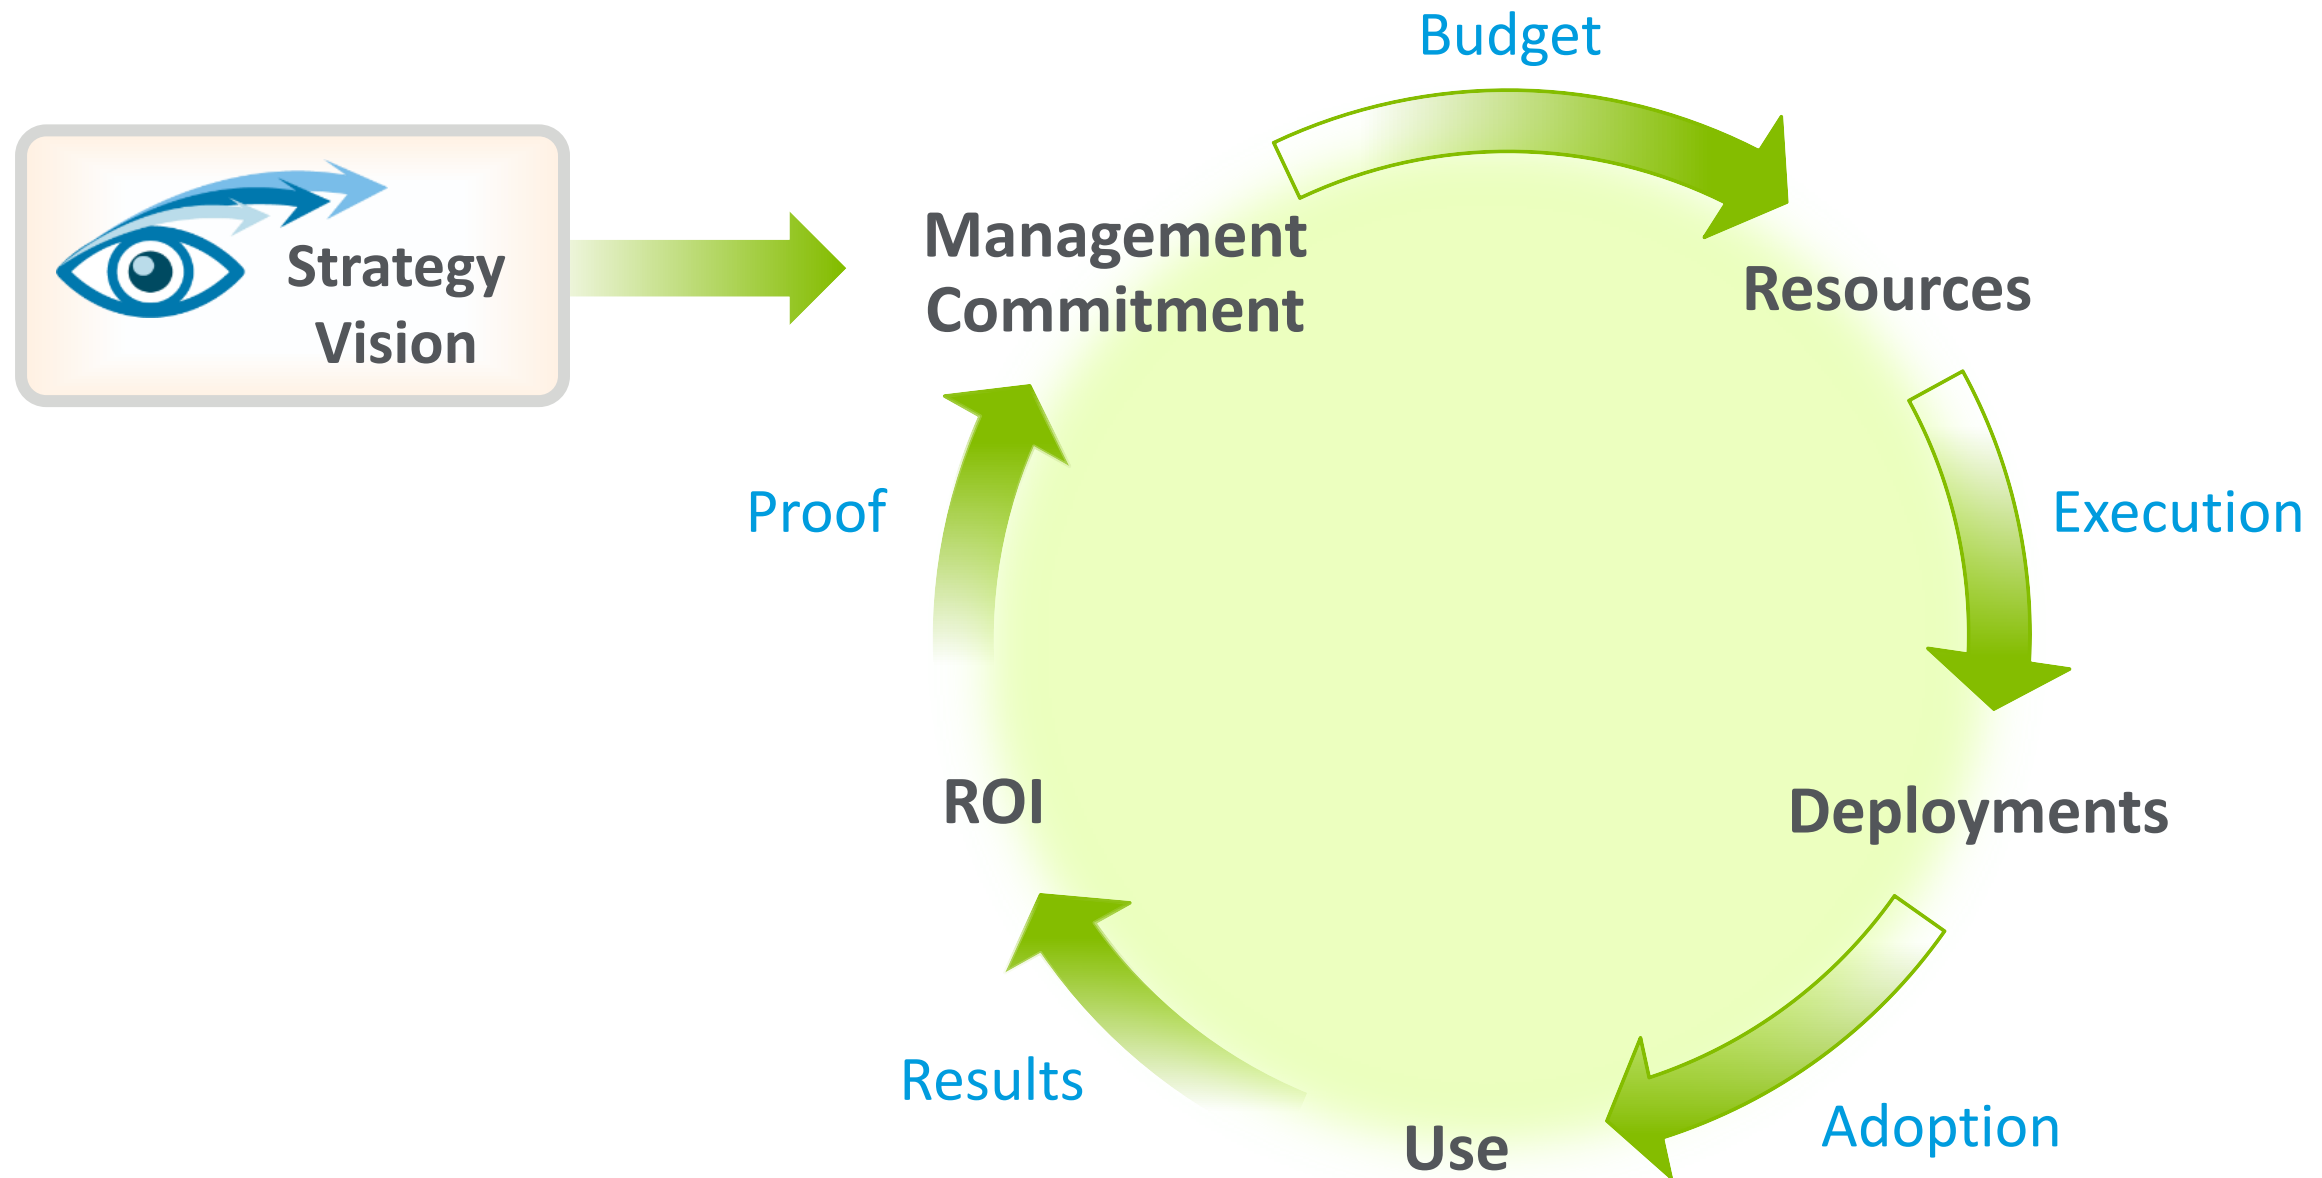 Budget
Strategy
Vision
Management
Commitment
Resources
Proof
Execution
ROI
Deployments
Results
Adoption
Use